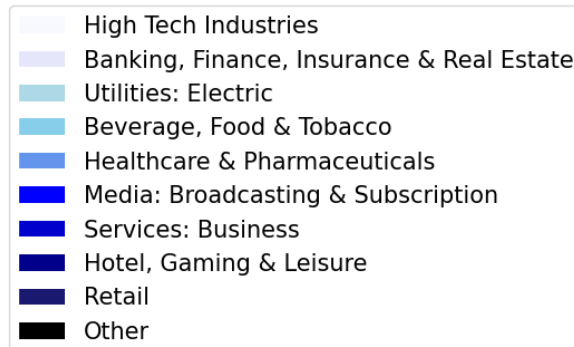 High Tech Industries
Banking, Finance, Insurance & Real Estate
Utilities: Electric
Beverage, Food & Tobacco
Healthcare & Pharmaceuticals
Media: Broadcasting & Subscription
Services: Business
Hotel, Gaming & Leisure
Retail
Other